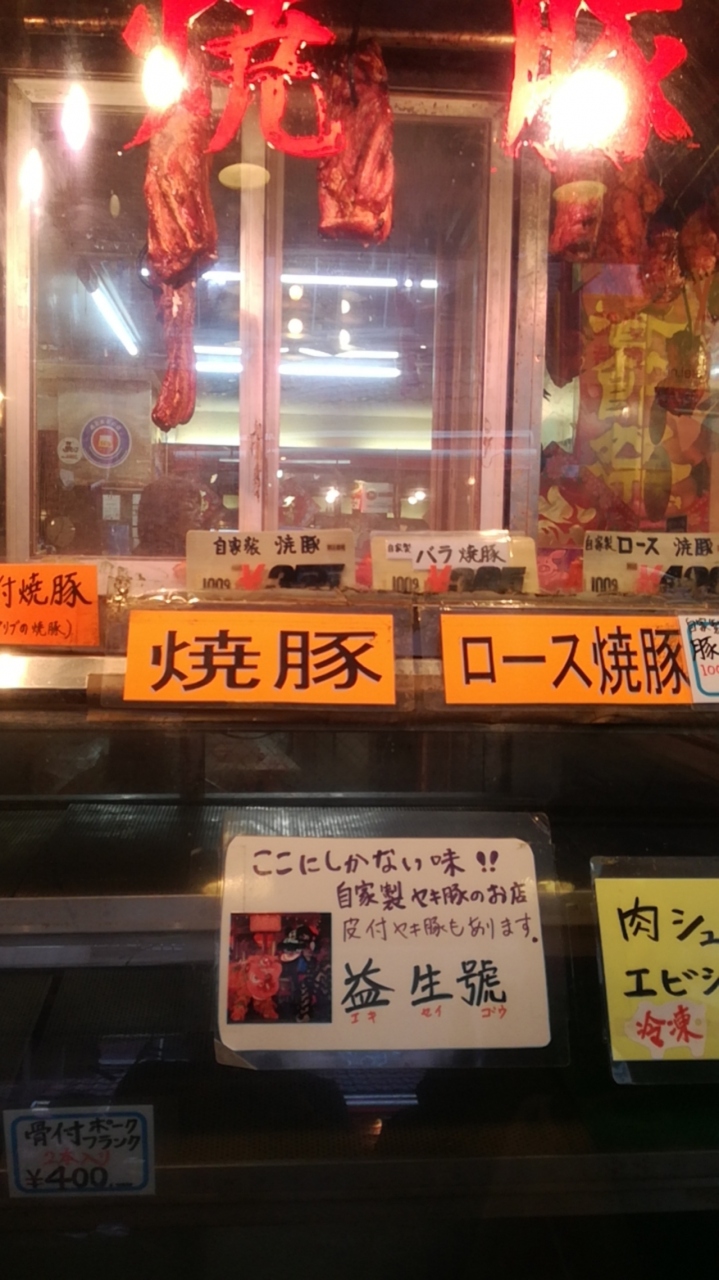 焼豚
自家製 焼豚
100g ¥
自家製 バラ 焼豚
100g ¥
自家製 ロース 焼豚
100g ¥
付焼豚
焼豚
ロース焼豚
ここにしかない味 !!
自家製ヤキ豚のお店
皮付ヤキ豚もあります。
益生號
エキ セイ ゴウ
肉シュ
エビシ
冷凍
骨付ポーク
フランク
2本入り
¥400